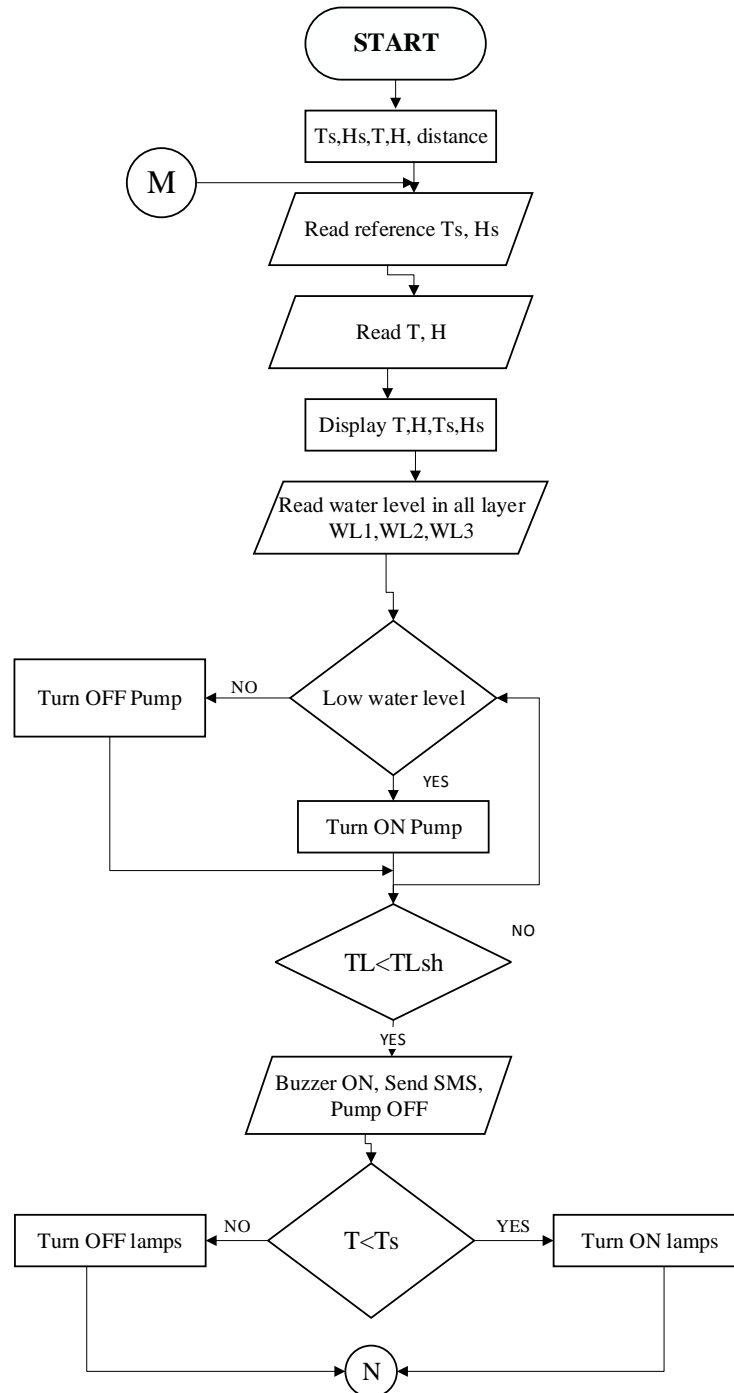 START
Ts,Hs,T,H, distance
M
Read reference Ts, Hs
Read T, H
Display T,H,Ts,Hs
Read water level in all layer
WL1,WL2,WL3
Turn OFF Pump
NO
Low water level
YES
Turn ON Pump
NO
TL<TLsh
YES
Buzzer ON, Send SMS,
Pump OFF
Turn OFF lamps
NO
T<Ts
YES
Turn ON lamps
N